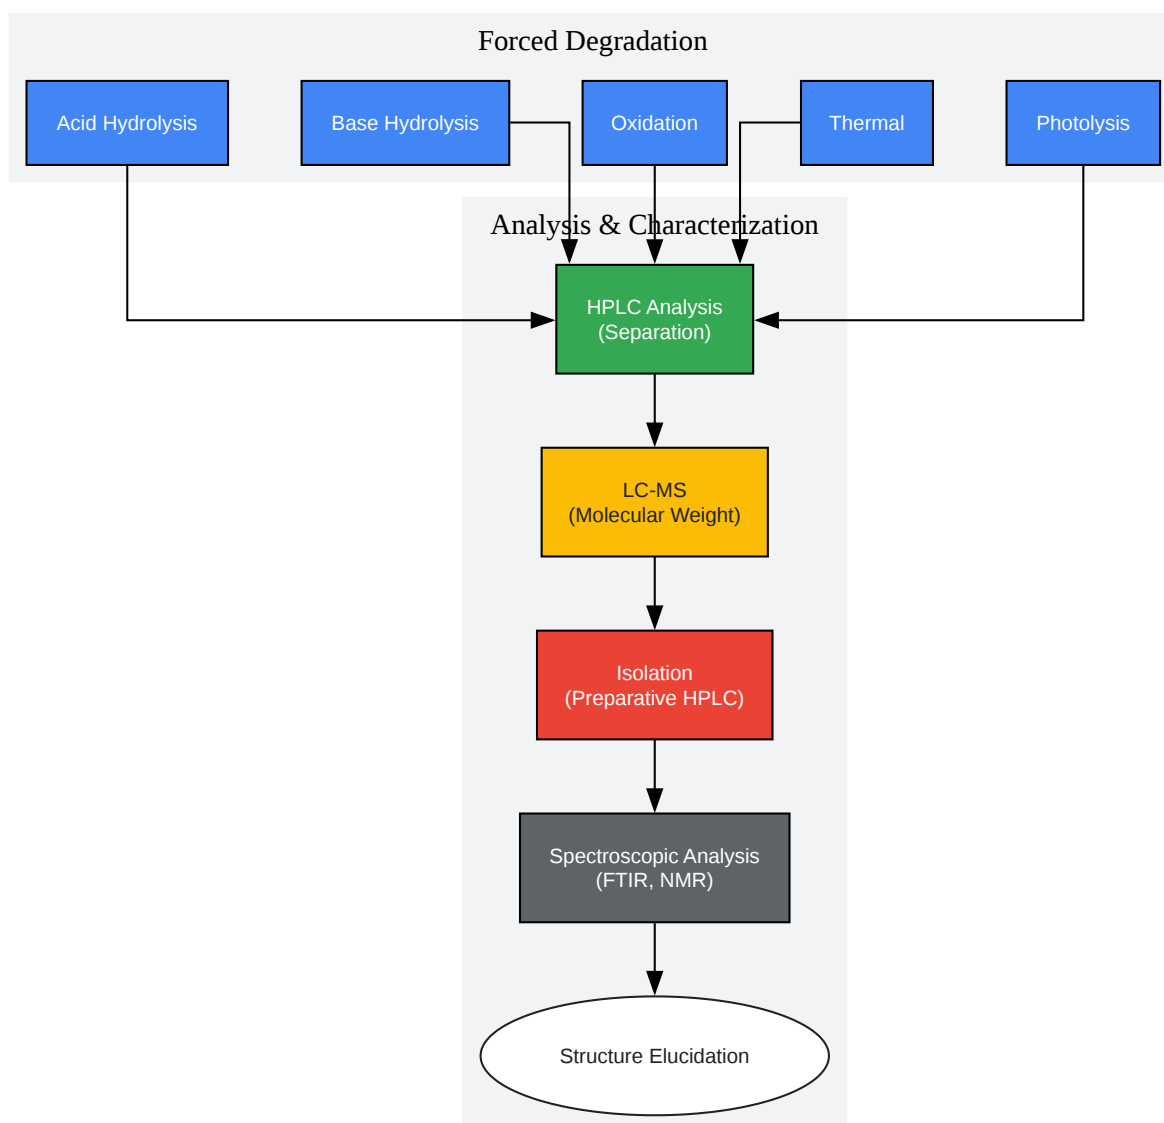 Forced Degradation
Acid Hydrolysis
Base Hydrolysis
Oxidation
Thermal
Photolysis
Analysis & Characterization
HPLC Analysis
(Separation)
LC-MS
(Molecular Weight)
Isolation
(Preparative HPLC)
Spectroscopic Analysis
(FTIR, NMR)
Structure Elucidation